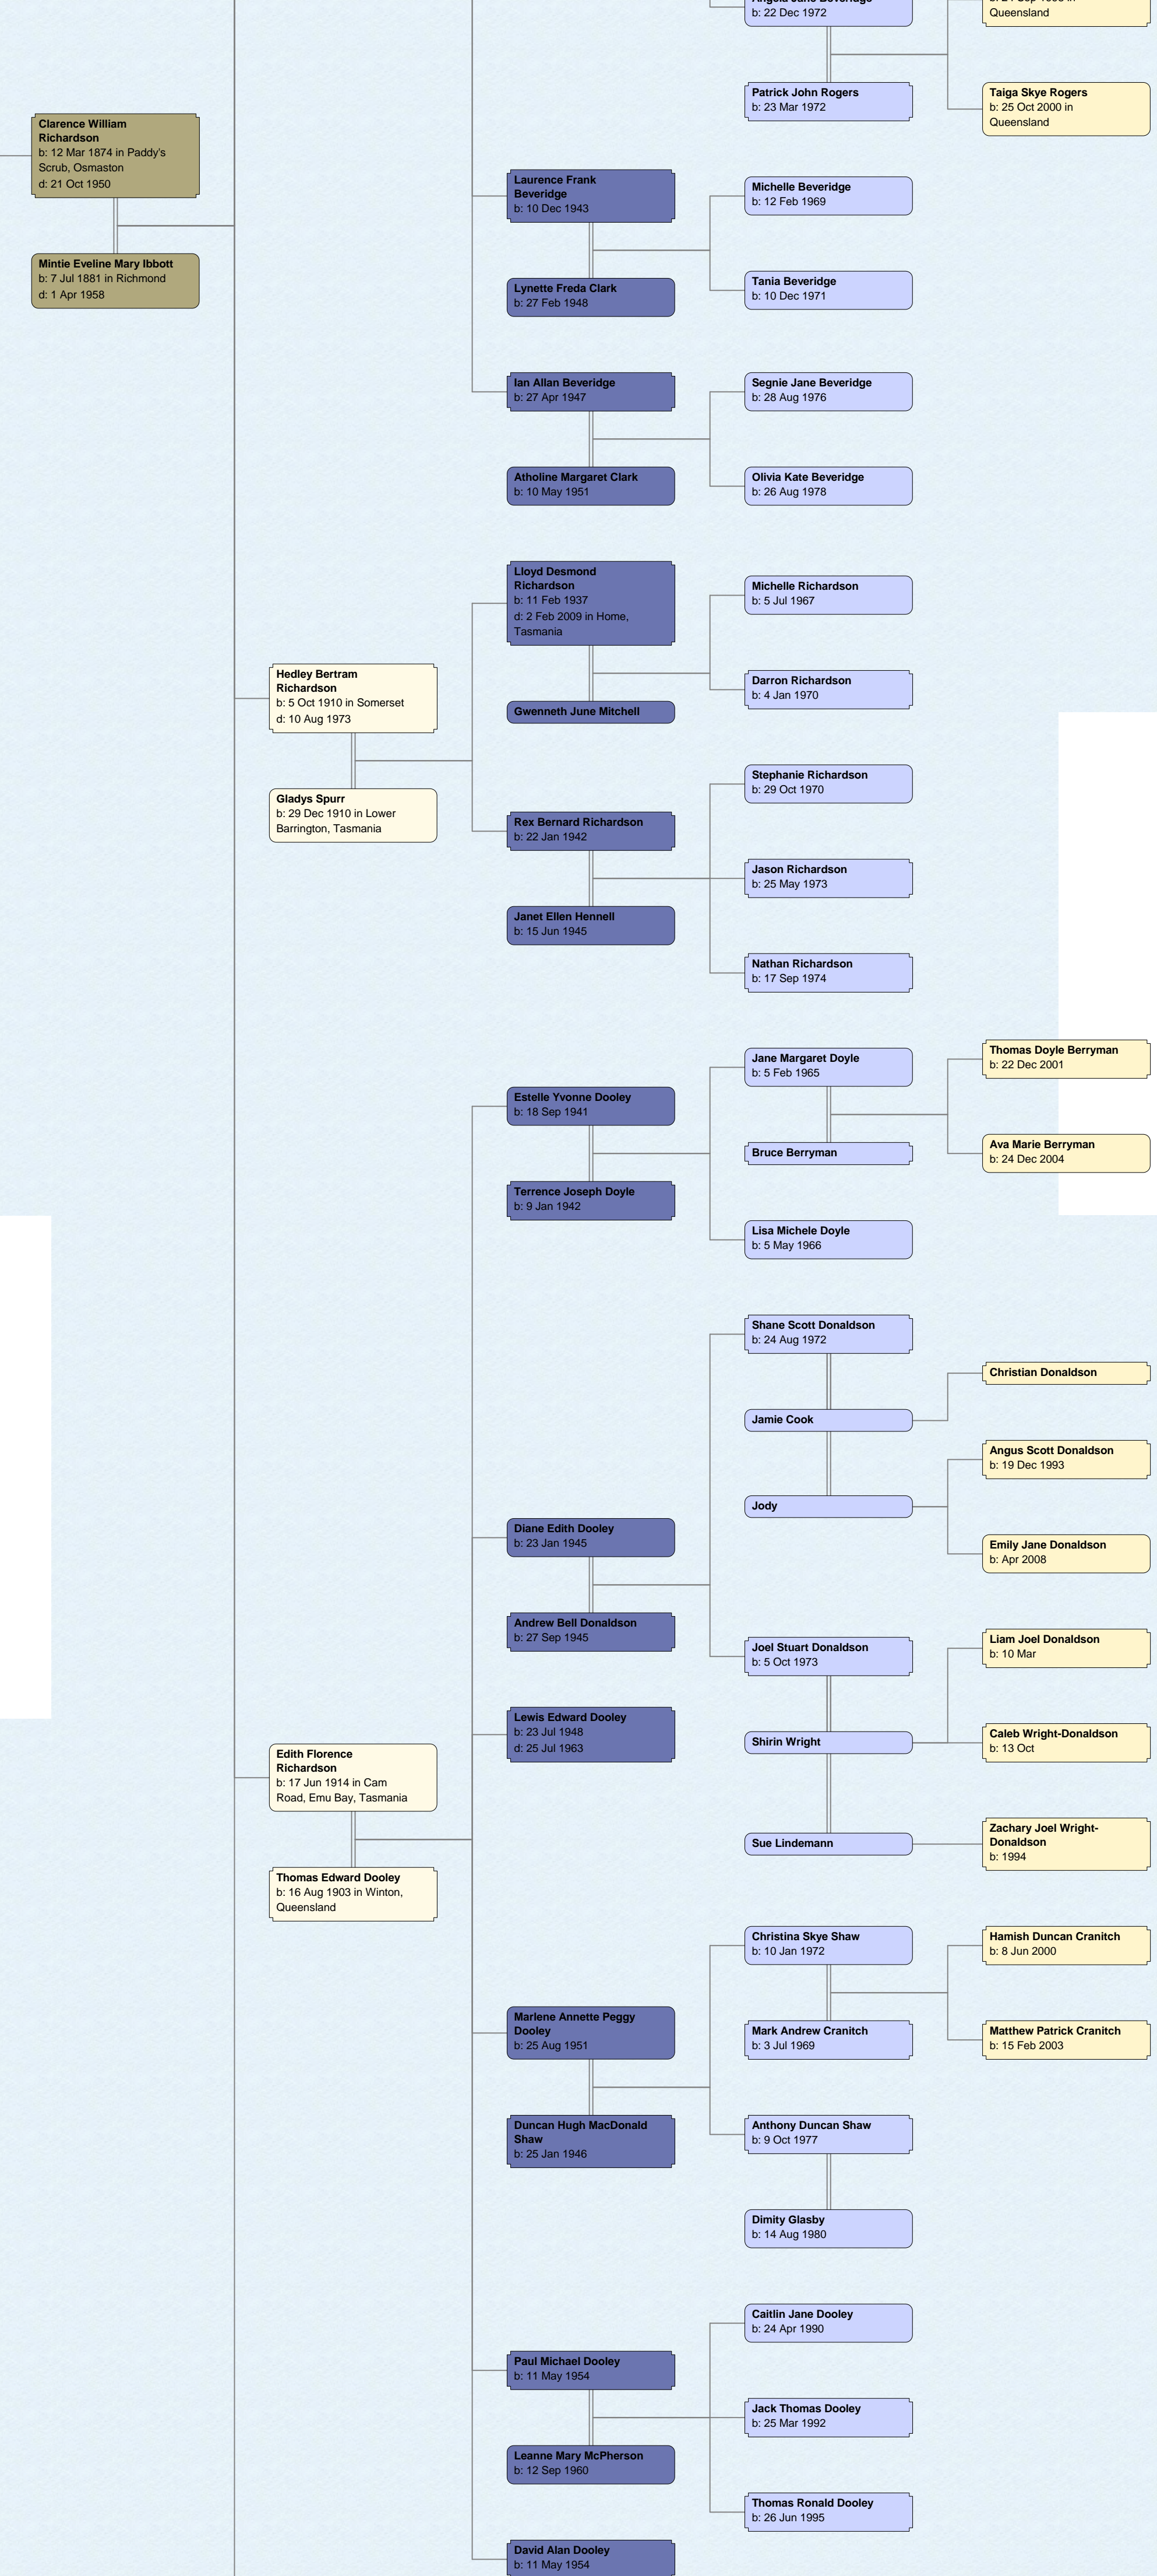 Angela Jane Beveridge
b: 22 Dec 1972
Queensland
Patrick John Rogers
b: 23 Mar 1972
Taiga Skye Rogers
b: 25 Oct 2000 in
Queensland
Clarence William
Richardson
b: 12 Mar 1874 in Paddy's
Scrub, Osmaston
d: 21 Oct 1950
Mintie Eveline Mary Ibbott
b: 7 Jul 1881 in Richmond
d: 1 Apr 1958
Laurence Frank
Beveridge
b: 10 Dec 1943
Lynette Freda Clark
b: 27 Feb 1948
Michelle Beveridge
b: 12 Feb 1969
Tania Beveridge
b: 10 Dec 1971
Ian Allan Beveridge
b: 27 Apr 1947
Atholine Margaret Clark
b: 10 May 1951
Segnie Jane Beveridge
b: 28 Aug 1976
Olivia Kate Beveridge
b: 26 Aug 1978
Hedley Bertram
Richardson
b: 5 Oct 1910 in Somerset
d: 10 Aug 1973
Gladys Spurr
b: 29 Dec 1910 in Lower
Barrington, Tasmania
Lloyd Desmond
Richardson
b: 11 Feb 1937
d: 2 Feb 2009 in Home,
Tasmania
Gwenneth June Mitchell
Michelle Richardson
b: 5 Jul 1967
Darron Richardson
b: 4 Jan 1970
Rex Bernard Richardson
b: 22 Jan 1942
Janet Ellen Hennell
b: 15 Jun 1945
Stephanie Richardson
b: 29 Oct 1970
Jason Richardson
b: 25 May 1973
Nathan Richardson
b: 17 Sep 1974
Estelle Yvonne Dooley
b: 18 Sep 1941
Terrence Joseph Doyle
b: 9 Jan 1942
Jane Margaret Doyle
b: 5 Feb 1965
Bruce Berryman
Thomas Doyle Berryman
b: 22 Dec 2001
Ava Marie Berryman
b: 24 Dec 2004
Lisa Michele Doyle
b: 5 May 1966
Shane Scott Donaldson
b: 24 Aug 1972
Jamie Cook
Christian Donaldson
Jody
Angus Scott Donaldson
b: 19 Dec 1993
Emily Jane Donaldson
b: Apr 2008
Diane Edith Dooley
b: 23 Jan 1945
Andrew Bell Donaldson
b: 27 Sep 1945
Joel Stuart Donaldson
b: 5 Oct 1973
Shirin Wright
Liam Joel Donaldson
b: 10 Mar
Caleb Wright-Donaldson
b: 13 Oct
Sue Lindemann
Zachary Joel Wright-
Donaldson
b: 1994
Lewis Edward Dooley
b: 23 Jul 1948
d: 25 Jul 1963
Edith Florence
Richardson
b: 17 Jun 1914 in Cam
Road, Emu Bay, Tasmania
Thomas Edward Dooley
b: 16 Aug 1903 in Winton,
Queensland
Christina Skye Shaw
b: 10 Jan 1972
Mark Andrew Cranitch
b: 3 Jul 1969
Hamish Duncan Cranitch
b: 8 Jun 2000
Matthew Patrick Cranitch
b: 15 Feb 2003
Marlene Annette Peggy
Dooley
b: 25 Aug 1951
Duncan Hugh MacDonald
Shaw
b: 25 Jan 1946
Anthony Duncan Shaw
b: 9 Oct 1977
Dimity Glasby
b: 14 Aug 1980
Paul Michael Dooley
b: 11 May 1954
Leanne Mary McPherson
b: 12 Sep 1960
Caitlin Jane Dooley
b: 24 Apr 1990
Jack Thomas Dooley
b: 25 Mar 1992
Thomas Ronald Dooley
b: 26 Jun 1995
David Alan Dooley
b: 11 May 1954